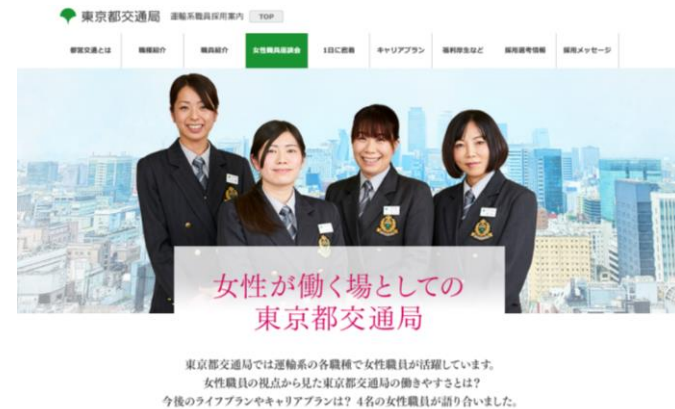 東京都交通局 運輸系職員採用案内 TOP
都営交通とは 職種紹介 職員紹介 女性職員座談会 1日に密着 キャリアプラン 福利厚生など 採用選考情報 採用メッセージ
女性が働く場としての
東京都交通局
東京都交通局では運輸系の各職種で女性職員が活躍しています。
女性職員の視点から見た東京都交通局の働きやすさとは?
今後のライフプランやキャリアプランは? 4名の女性職員が語り合いました。